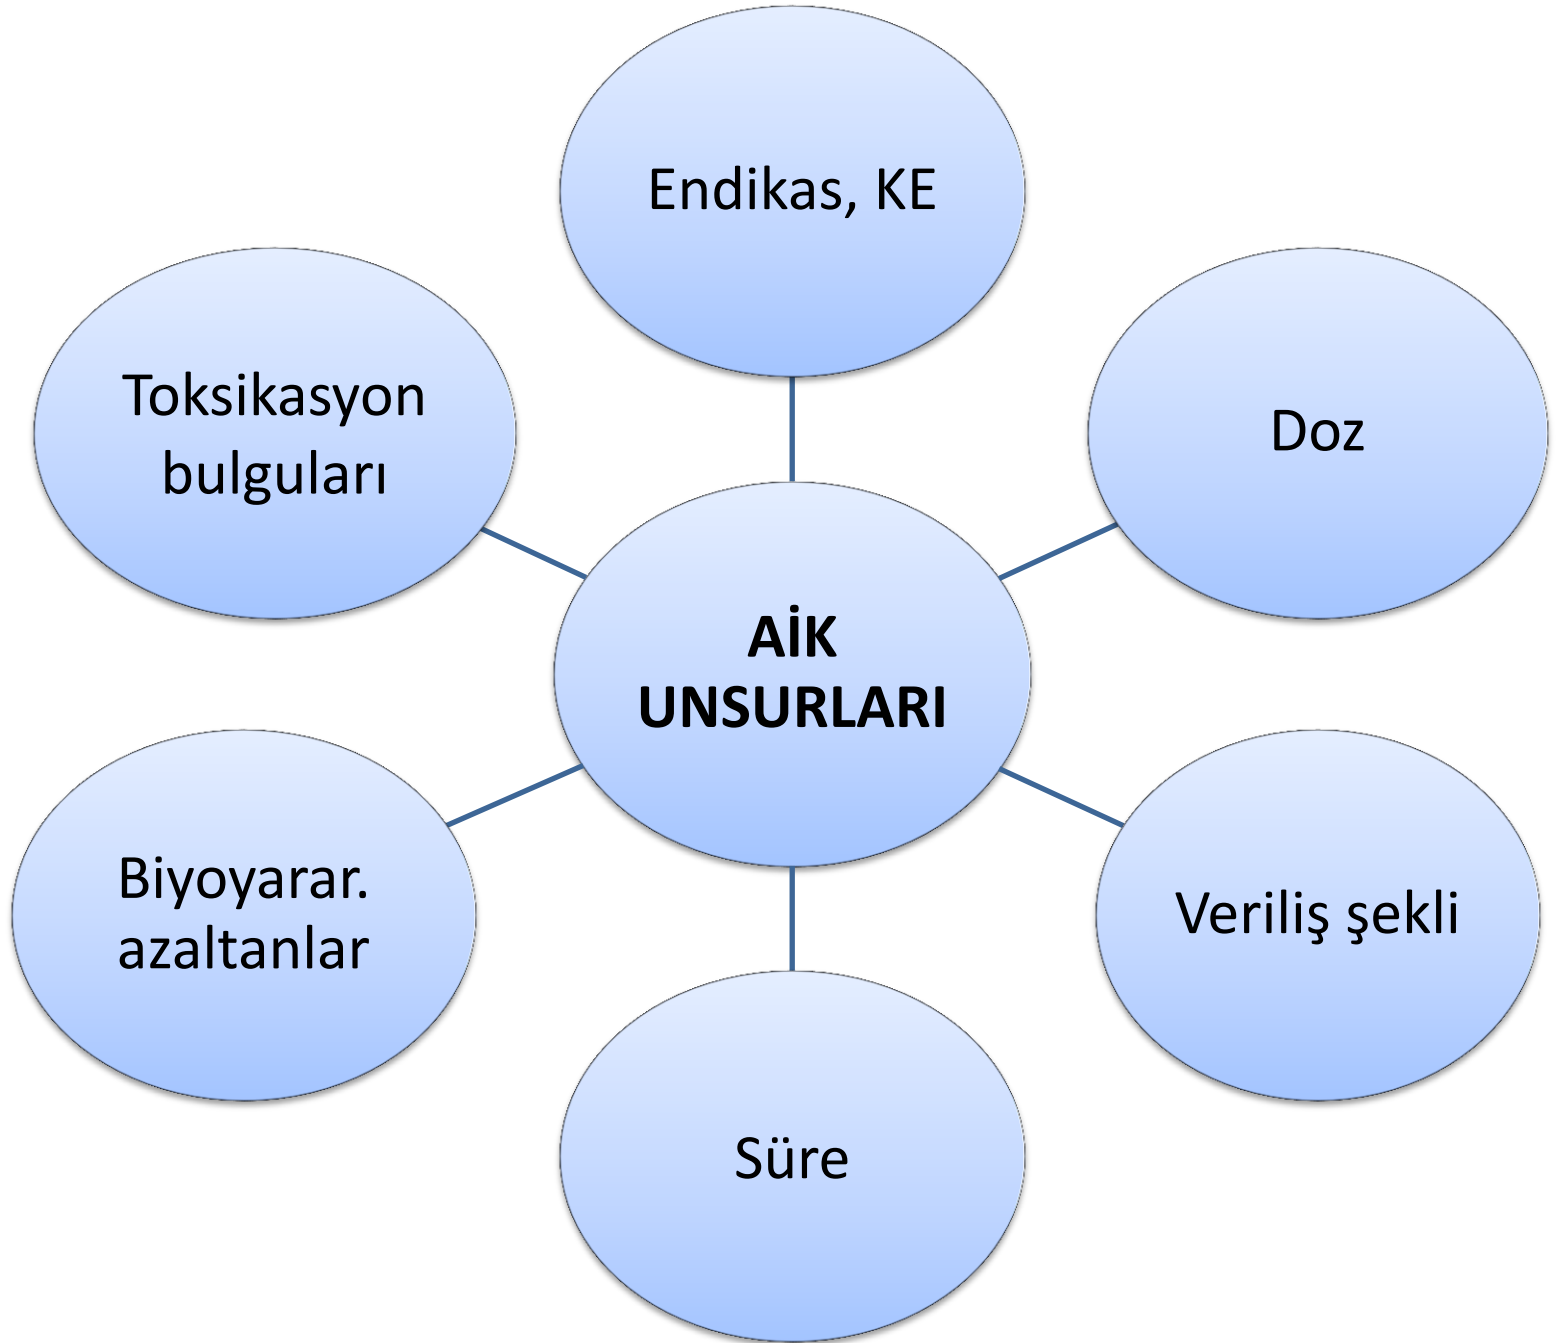 Endikas, KE
Toksikasyon
bulguları
Doz
AİK
UNSURLARI
Biyoyarar.
azaltanlar
Veriliş şekli
Süre